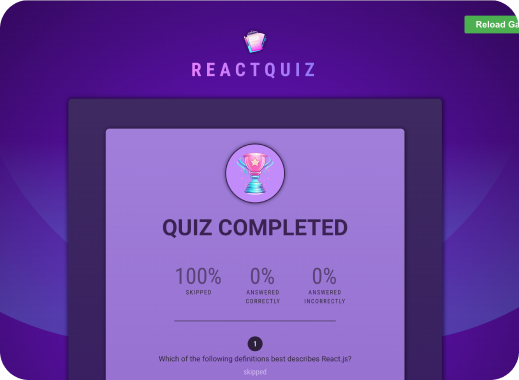 Reload Ga
REACTQUIZ
QUIZ COMPLETED
100% 0% 0%
SKIPPED ANSWERED ANSWERED
CORRECTLY INCORRECTLY
1
Which of the following definitions best describes React.js?
skipped